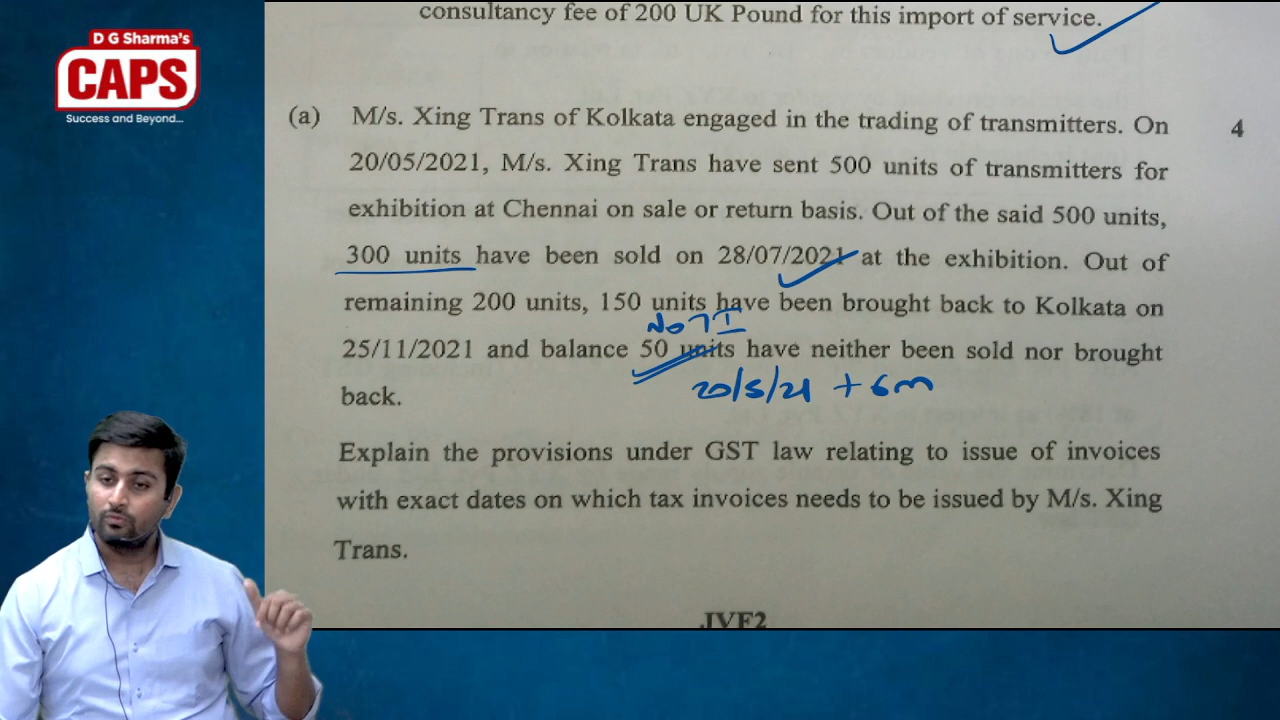 D G Sharma's
CAPS
Success and Beyond...
consultancy fee of 200 UK Pound for this import of service.
(a) M/s. Xing Trans of Kolkata engaged in the trading of transmitters. On 4
20/05/2021, M/s. Xing Trans have sent 500 units of transmitters for
exhibition at Chennai on sale or return basis. Out of the said 500 units,
300 units have been sold on 28/07/2021 at the exhibition. Out of
remaining 200 units, 150 units have been brought back to Kolkata on
No TI
25/11/2021 and balance 50 units have neither been sold nor brought
20/5/21 + 6m
back.
Explain the provisions under GST law relating to issue of invoices
with exact dates on which tax invoices needs to be issued by M/s. Xing
Trans.
JVF2